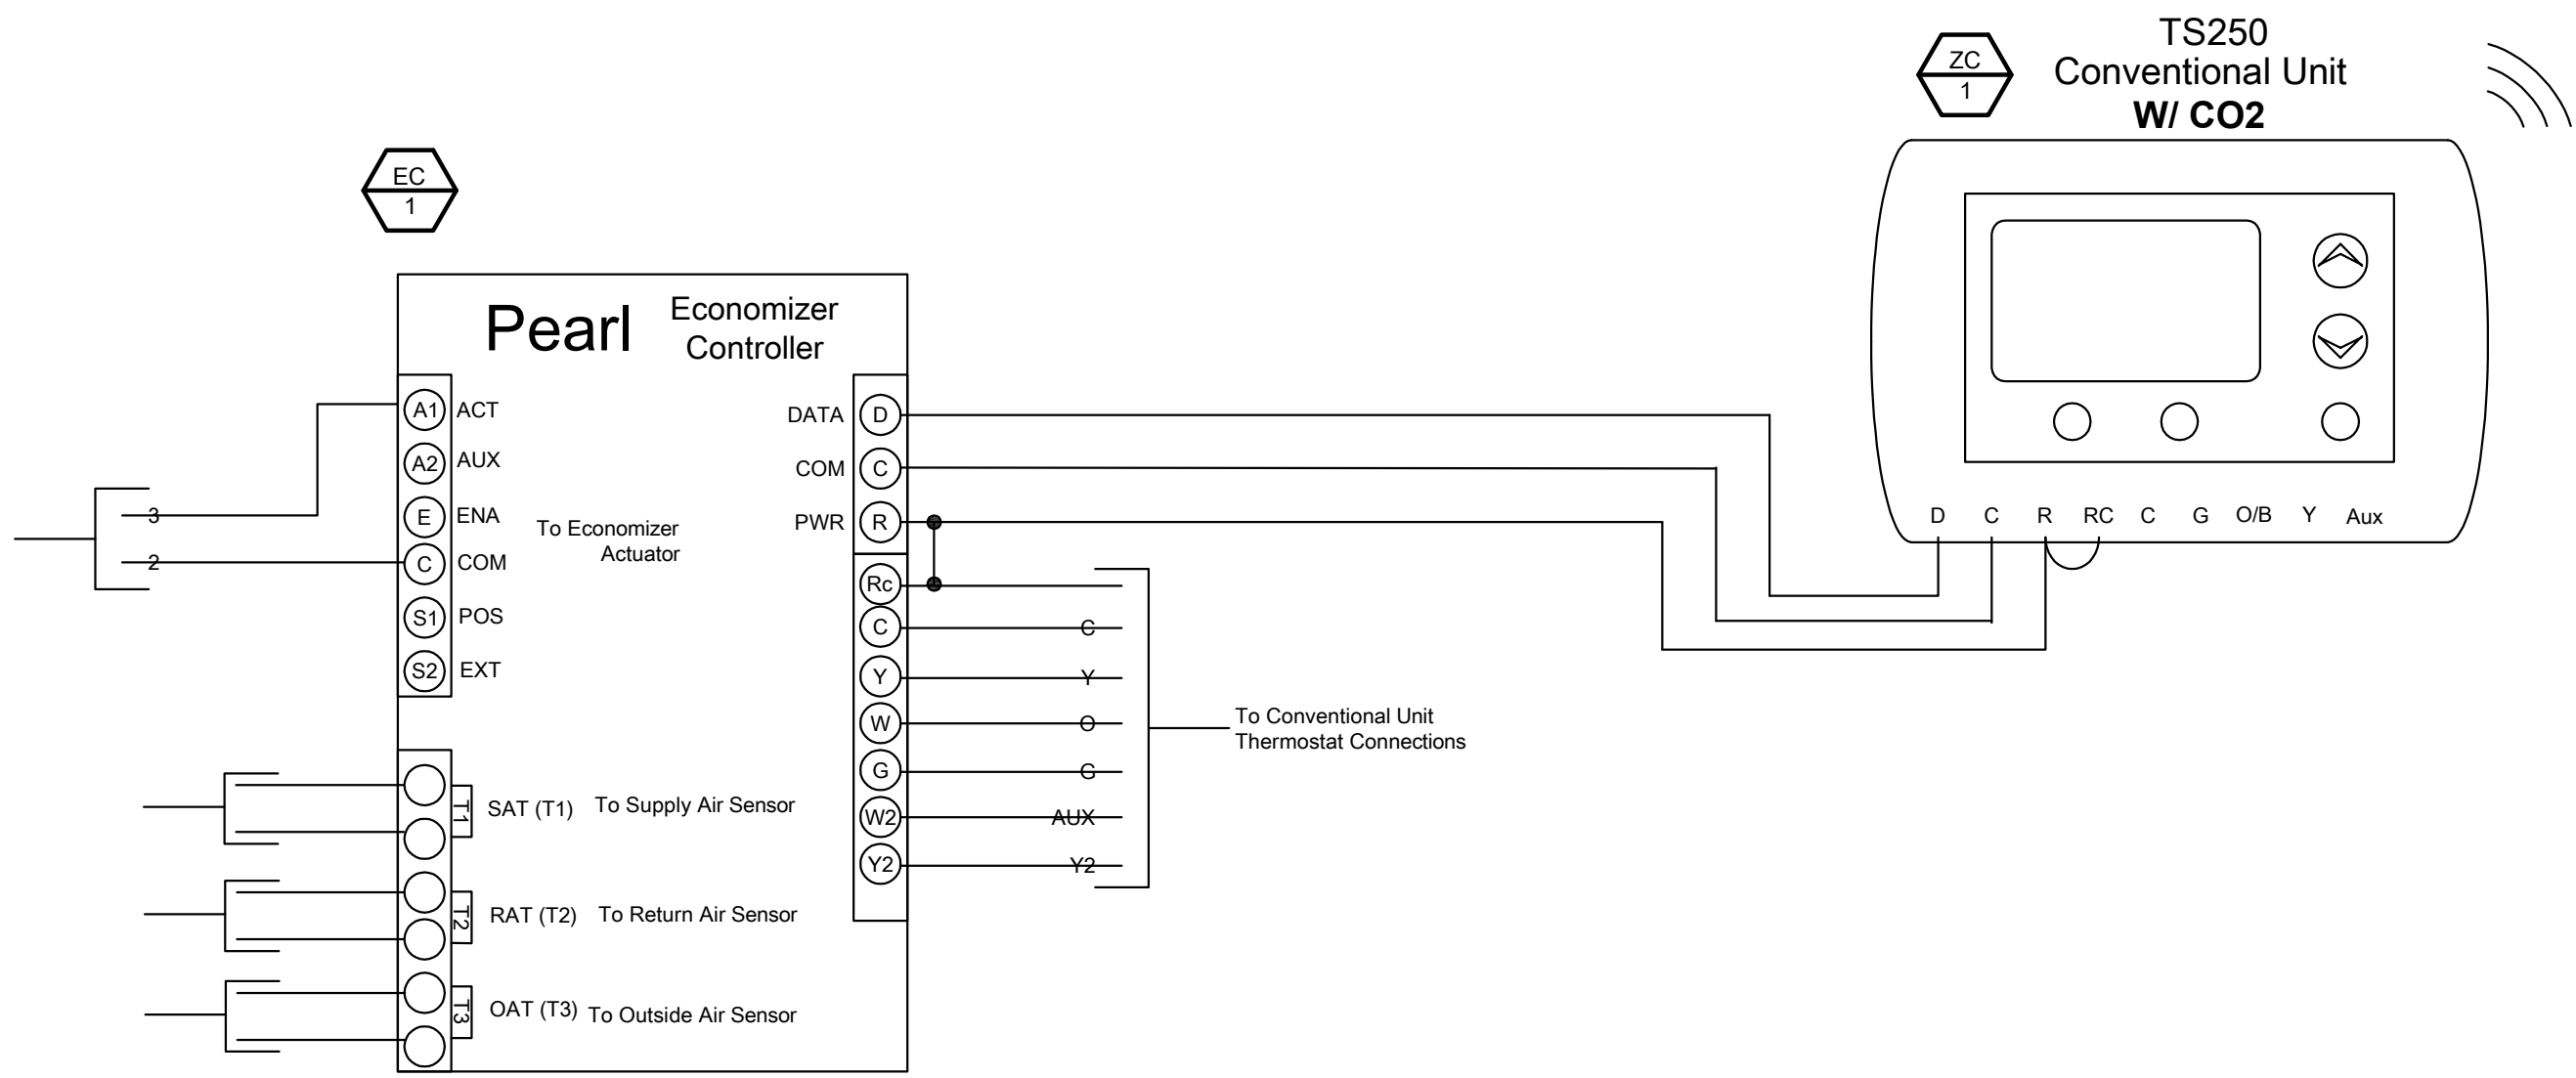 TS250
Conventional Unit
W/ CO2
ZC
1
EC
1
Pearl
Economizer
Controller
A1 ACT
A2 AUX
E ENA
C COM
S1 POS
S2 EXT
To Economizer
Actuator
3
2
DATA D
COM C
PWR R
Rc
C C
Y Y
W O
G G
W2 AUX
Y2 Y2
To Conventional Unit
Thermostat Connections
D C R RC C G O/B Y Aux
T1 SAT (T1) To Supply Air Sensor
T2 RAT (T2) To Return Air Sensor
T3 OAT (T3) To Outside Air Sensor